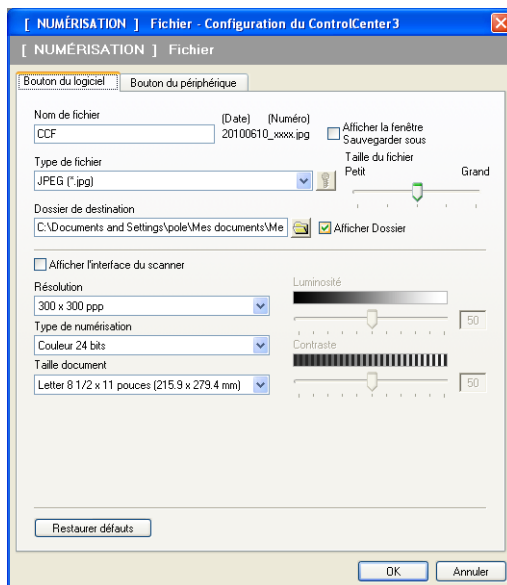 [ NUMÉRISATION ] Fichier - Configuration du ControlCenter3
[ NUMÉRISATION ] Fichier
Bouton du logiciel Bouton du périphérique
Nom de fichier (Date) (Numéro)
CCF 20100610_xxxx.jpg Afficher la fenêtre
Sauvegarder sous
Type de fichier Taille du fichier
Petit Grand
JPEG (*.jpg)
Dossier de destination
C:\Documents and Settings\pole\Mes documents\Me Afficher Dossier
Afficher l'interface du scanner
Résolution Luminosité
300 x 300 ppp 50
Type de numérisation
Couleur 24 bits Contraste
Taille document
Letter 8 1/2 x 11 pouces (215.9 x 279.4 mm) 50
Restaurer défauts
OK Annuler